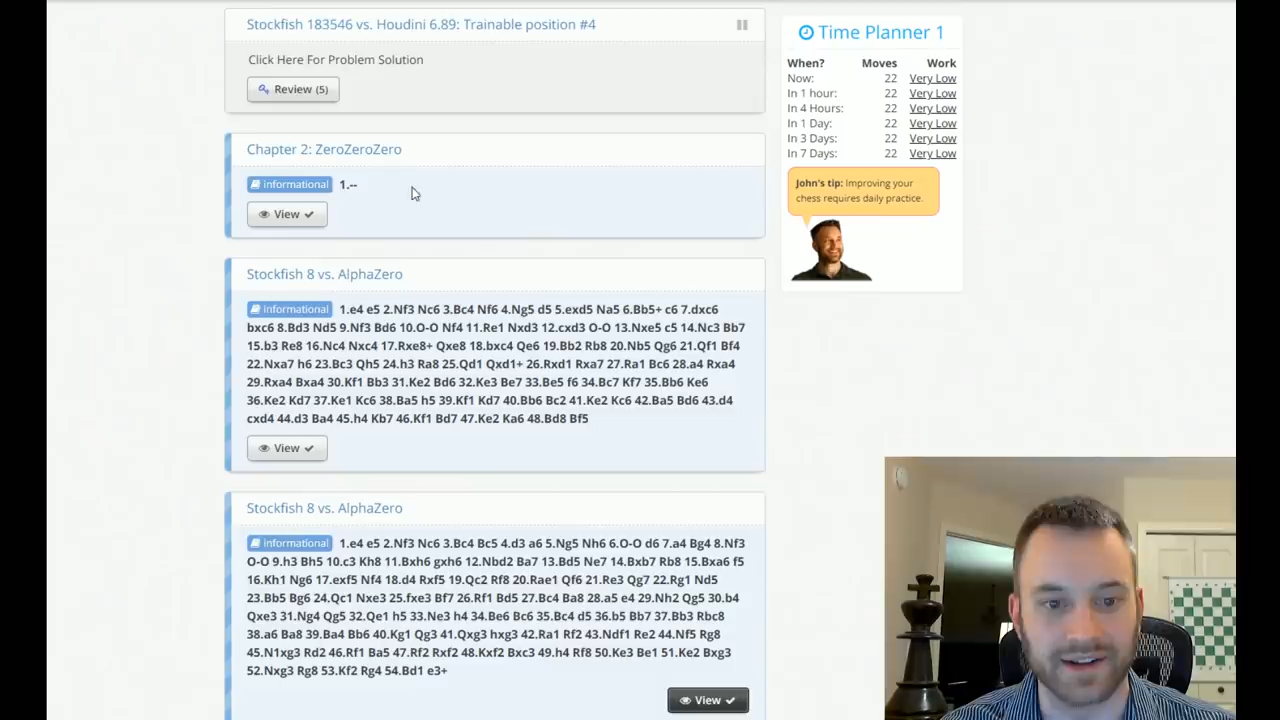 Stockfish 183546 vs. Houdini 6.89: Trainable position #4
Click Here For Problem Solution
Review (5)
Chapter 2: ZeroZeroZero
informational 1.--
View
Stockfish 8 vs. AlphaZero
informational 1.e4 e5 2.Nf3 Nc6 3.Bc4 Nf6 4.Ng5 d5 5.exd5 Na5 6.Bb5+ c6 7.dxc6
bxc6 8.Bd3 Nd5 9.Nf3 Bd6 10.O-O Nf4 11.Re1 Nxd3 12.cxd3 O-O 13.Nxe5 c5 14.Nc3 Bb7
15.b3 Re8 16.Nc4 Nxc4 17.Rxe8+ Qxe8 18.bxc4 Qe6 19.Bb2 Rb8 20.Nb5 Qg6 21.Qf1 Bf4
22.Nxa7 h6 23.Bc3 Qh5 24.h3 Ra8 25.Qd1 Qxd1+ 26.Rxd1 Rxa7 27.Ra1 Bc6 28.a4 Rxa4
29.Rxa4 Bxa4 30.Kf1 Bb3 31.Ke2 Bd6 32.Ke3 Be7 33.Be5 f6 34.Bc7 Kf7 35.Bb6 Ke6
36.Ke2 Kd7 37.Ke1 Kc6 38.Ba5 h5 39.Kf1 Kd7 40.Bb6 Bc2 41.Ke2 Kc6 42.Ba5 Bd6 43.d4
cxd4 44.d3 Ba4 45.h4 Kb7 46.Kf1 Bd7 47.Ke2 Ka6 48.Bd8 Bf5
View
Stockfish 8 vs. AlphaZero
informational 1.e4 e5 2.Nf3 Nc6 3.Bc4 Bc5 4.d3 a6 5.Ng5 Nh6 6.O-O d6 7.a4 Bg4 8.Nf3
O-O 9.h3 Bh5 10.c3 Kh8 11.Bxh6 gxh6 12.Nbd2 Ba7 13.Bd5 Ne7 14.Bxb7 Rb8 15.Bxa6 f5
16.Kh1 Ng6 17.exf5 Nf4 18.d4 Rxf5 19.Qc2 Rf8 20.Rae1 Qf6 21.Re3 Qg7 22.Rg1 Nd5
23.Bb5 Bg6 24.Qc1 Nxe3 25.fxe3 Bf7 26.Rf1 Bd5 27.Bc4 Ba8 28.a5 e4 29.Nh2 Qg5 30.b4
Qxe3 31.Ng4 Qg5 32.Qe1 h5 33.Ne3 h4 34.Be6 Bc6 35.Bc4 d5 36.b5 Bb7 37.Bb3 Rbc8
38.a6 Ba8 39.Ba4 Bb6 40.Kg1 Qg3 41.Qxg3 hxg3 42.Ra1 Rf2 43.Ndf1 Re2 44.Nf5 Rg8
45.N1xg3 Rd2 46.Rf1 Ba5 47.Rf2 Rxf2 48.Kxf2 Bxc3 49.h4 Rf8 50.Ke3 Be1 51.Ke2 Bxg3
52.Nxg3 Rg8 53.Kf2 Rg4 54.Bd1 e3+
View
Time Planner 1
When? Moves Work
Now: 22 Very Low
In 1 hour: 22 Very Low
In 4 Hours: 22 Very Low
In 1 Day: 22 Very Low
In 3 Days: 22 Very Low
In 7 Days: 22 Very Low
John's tip: Improving your
chess requires daily practice.